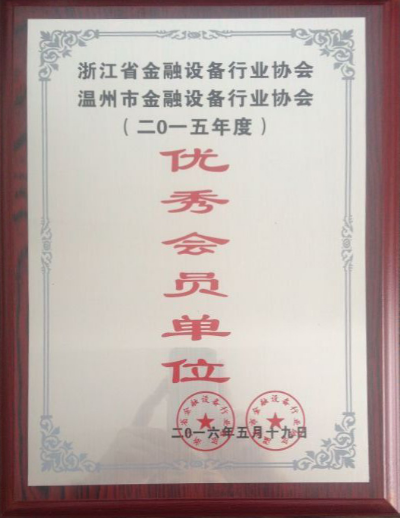 浙江省金融设备行业协会
温州市金融设备行业协会
（二0一五年度）
优秀会员单位
二0一六年五月十九日